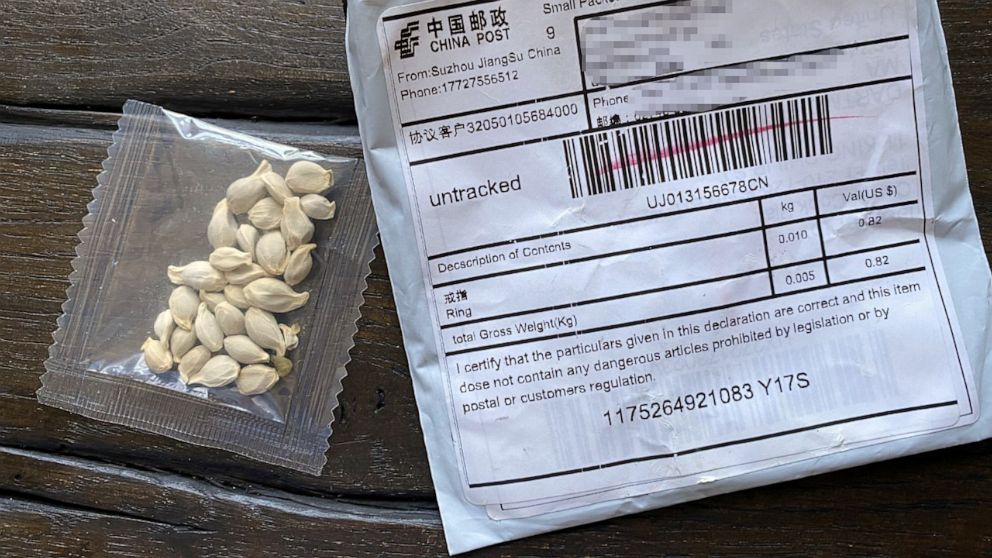 中国邮政
CHINA POST
Small
9
From:Suzhou JiangSu China
Phone:17727556512
协议客户32050105684000
Phone
untracked
UJ013156678CN
kg
Val(US $)
Decscription of Contents
0.010
0.82
戒指
Ring
0.005
0.82
total Gross Weight(Kg)
I certify that the particulars given in this declaration are correct and this item
dose not contain any dangerous articles prohibited by legislation or by
postal or customers regulation.
1175264921083 Y17S